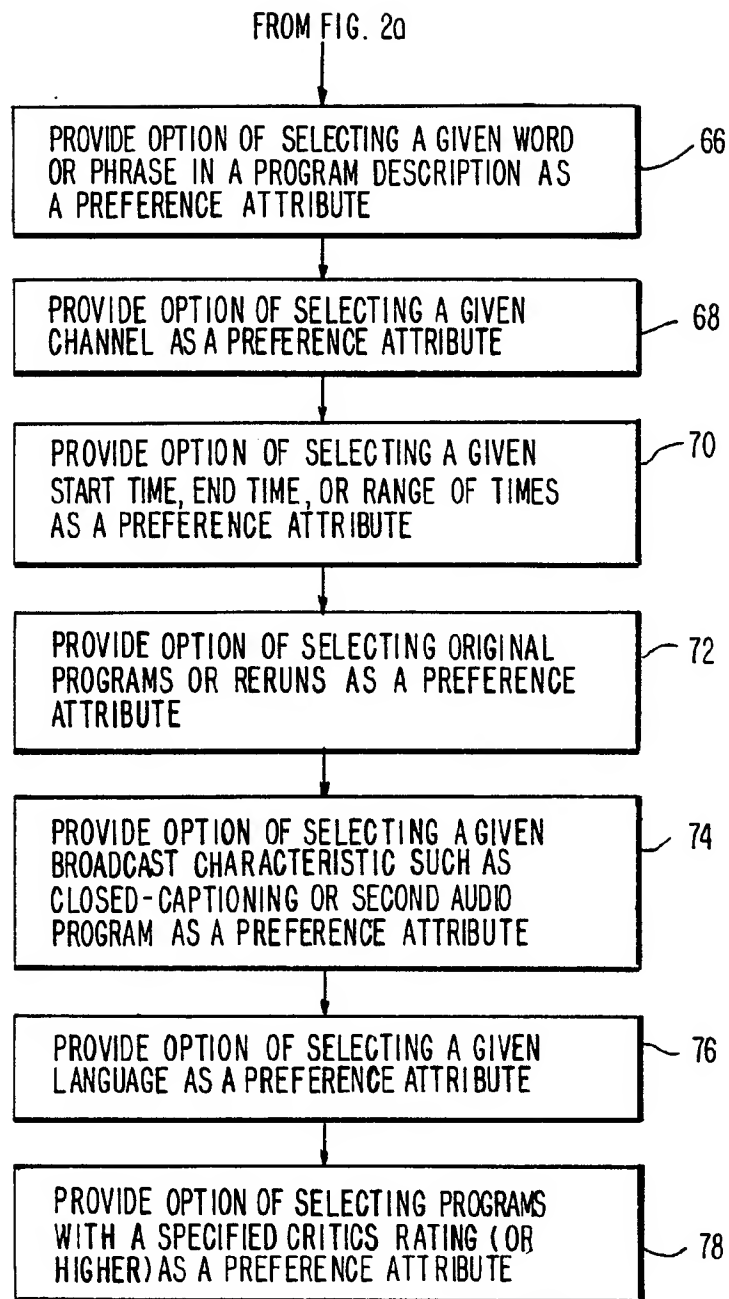 FROM FIG. 2a
PROVIDE OPTION OF SELECTING A GIVEN WORD
OR PHRASE IN A PROGRAM DESCRIPTION AS
A PREFERENCE ATTRIBUTE
66
PROVIDE OPTION OF SELECTING A GIVEN
CHANNEL AS A PREFERENCE ATTRIBUTE
68
PROVIDE OPTION OF SELECTING A GIVEN
START TIME, END TIME, OR RANGE OF TIMES
AS A PREFERENCE ATTRIBUTE
70
PROVIDE OPTION OF SELECTING ORIGINAL
PROGRAMS OR RERUNS AS A PREFERENCE
ATTRIBUTE
72
PROVIDE OPTION OF SELECTING A GIVEN
BROADCAST CHARACTERISTIC SUCH AS
CLOSED-CAPTIONING OR SECOND AUDIO
PROGRAM AS A PREFERENCE ATTRIBUTE
74
PROVIDE OPTION OF SELECTING A GIVEN
LANGUAGE AS A PREFERENCE ATTRIBUTE
76
PROVIDE OPTION OF SELECTING PROGRAMS
WITH A SPECIFIED CRITICS RATING (OR
HIGHER) AS A PREFERENCE ATTRIBUTE
78